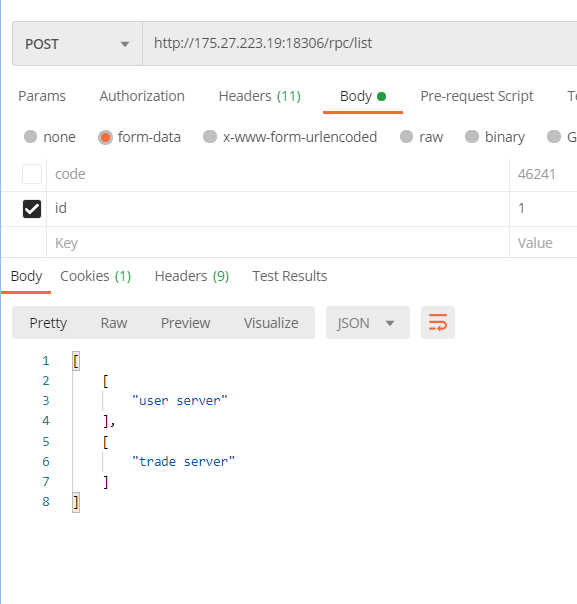 POST http://175.27.223.19:18306/rpc/list
Params Authorization Headers (11) Body Pre-request Script
none form-data x-www-form-urlencoded raw binary G
code 46241
id 1
Key Value
Body Cookies (1) Headers (9) Test Results
Pretty Raw Preview Visualize JSON
1 [
2 [
3 "user server"
4 ],
5 [
6 "trade server"
7 ]
8 ]